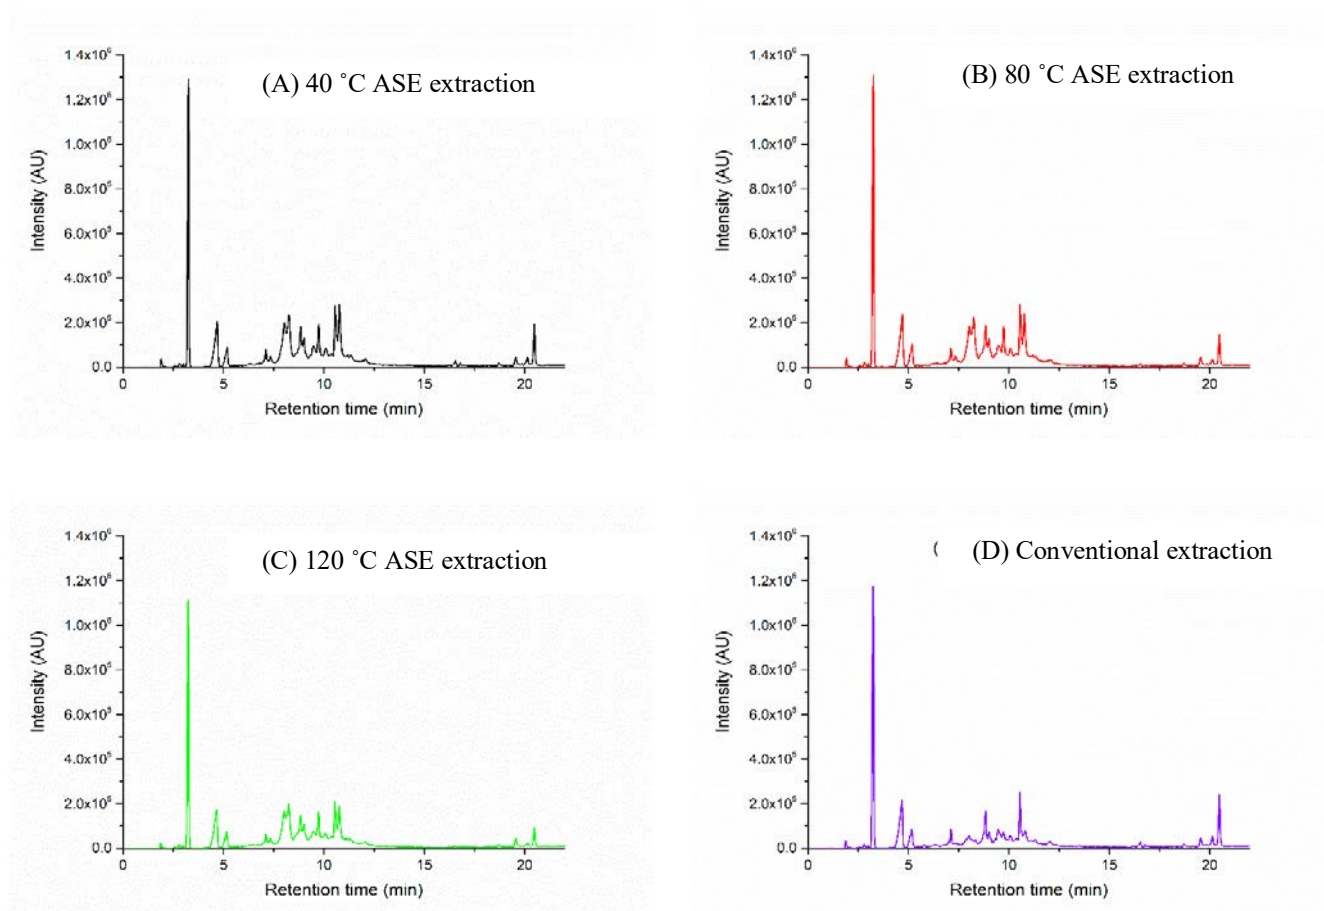 (A) 40 ˚C ASE extraction
1.4x10⁶
1.2x10⁶
1.0x10⁶
8.0x10⁵
6.0x10⁵
4.0x10⁵
2.0x10⁵
0.0
Intensity (AU)
0 5 10 15 20
Retention time (min)
(B) 80 ˚C ASE extraction
1.4x10⁶
1.2x10⁶
1.0x10⁶
8.0x10⁵
6.0x10⁵
4.0x10⁵
2.0x10⁵
0.0
Intensity (AU)
0 5 10 15 20
Retention time (min)
(C) 120 ˚C ASE extraction
1.4x10⁶
1.2x10⁶
1.0x10⁶
8.0x10⁵
6.0x10⁵
4.0x10⁵
2.0x10⁵
0.0
Intensity (AU)
0 5 10 15 20
Retention time (min)
( (D) Conventional extraction
1.4x10⁶
1.2x10⁶
1.0x10⁶
8.0x10⁵
6.0x10⁵
4.0x10⁵
2.0x10⁵
0.0
Intensity (AU)
0 5 10 15 20
Retention time (min)